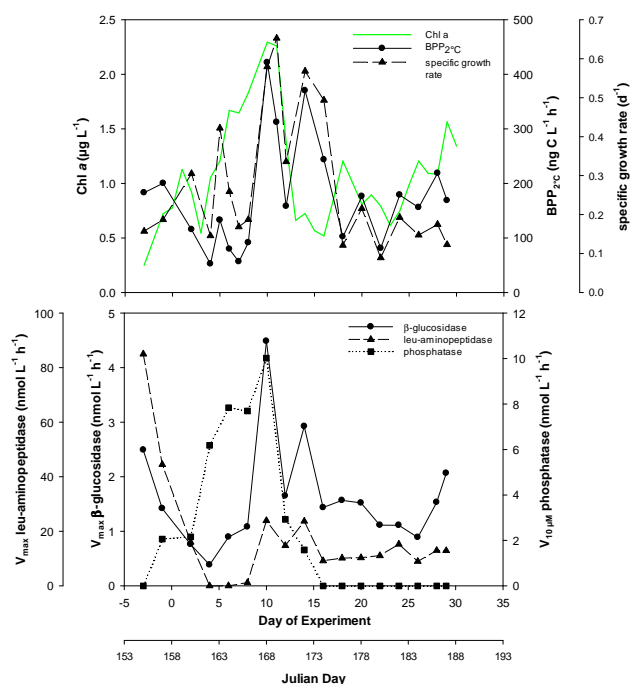 Chl a
BPP2°C
specific growth
rate
2.5
2.0
1.5
1.0
0.5
0.0
Chl a (µg L-1)
500
400
300
200
100
0
BPP2°C (ng C L-1 h-1)
0.7
0.6
0.5
0.4
0.3
0.2
0.1
0.0
specific growth rate (d-1)
β-glucosidase
leu-aminopeptidase
phosphatase
100
80
60
40
20
0
Vmax leu-aminopeptidase (nmol L-1 h-1)
5
4
3
2
1
0
Vmax β-glucosidase (nmol L-1 h-1)
12
10
8
6
4
2
0
V10 µM phosphatase (nmol L-1 h-1)
-5 0 5 10 15 20 25 30 35
Day of Experiment
153 158 163 168 173 178 183 188 193
Julian Day